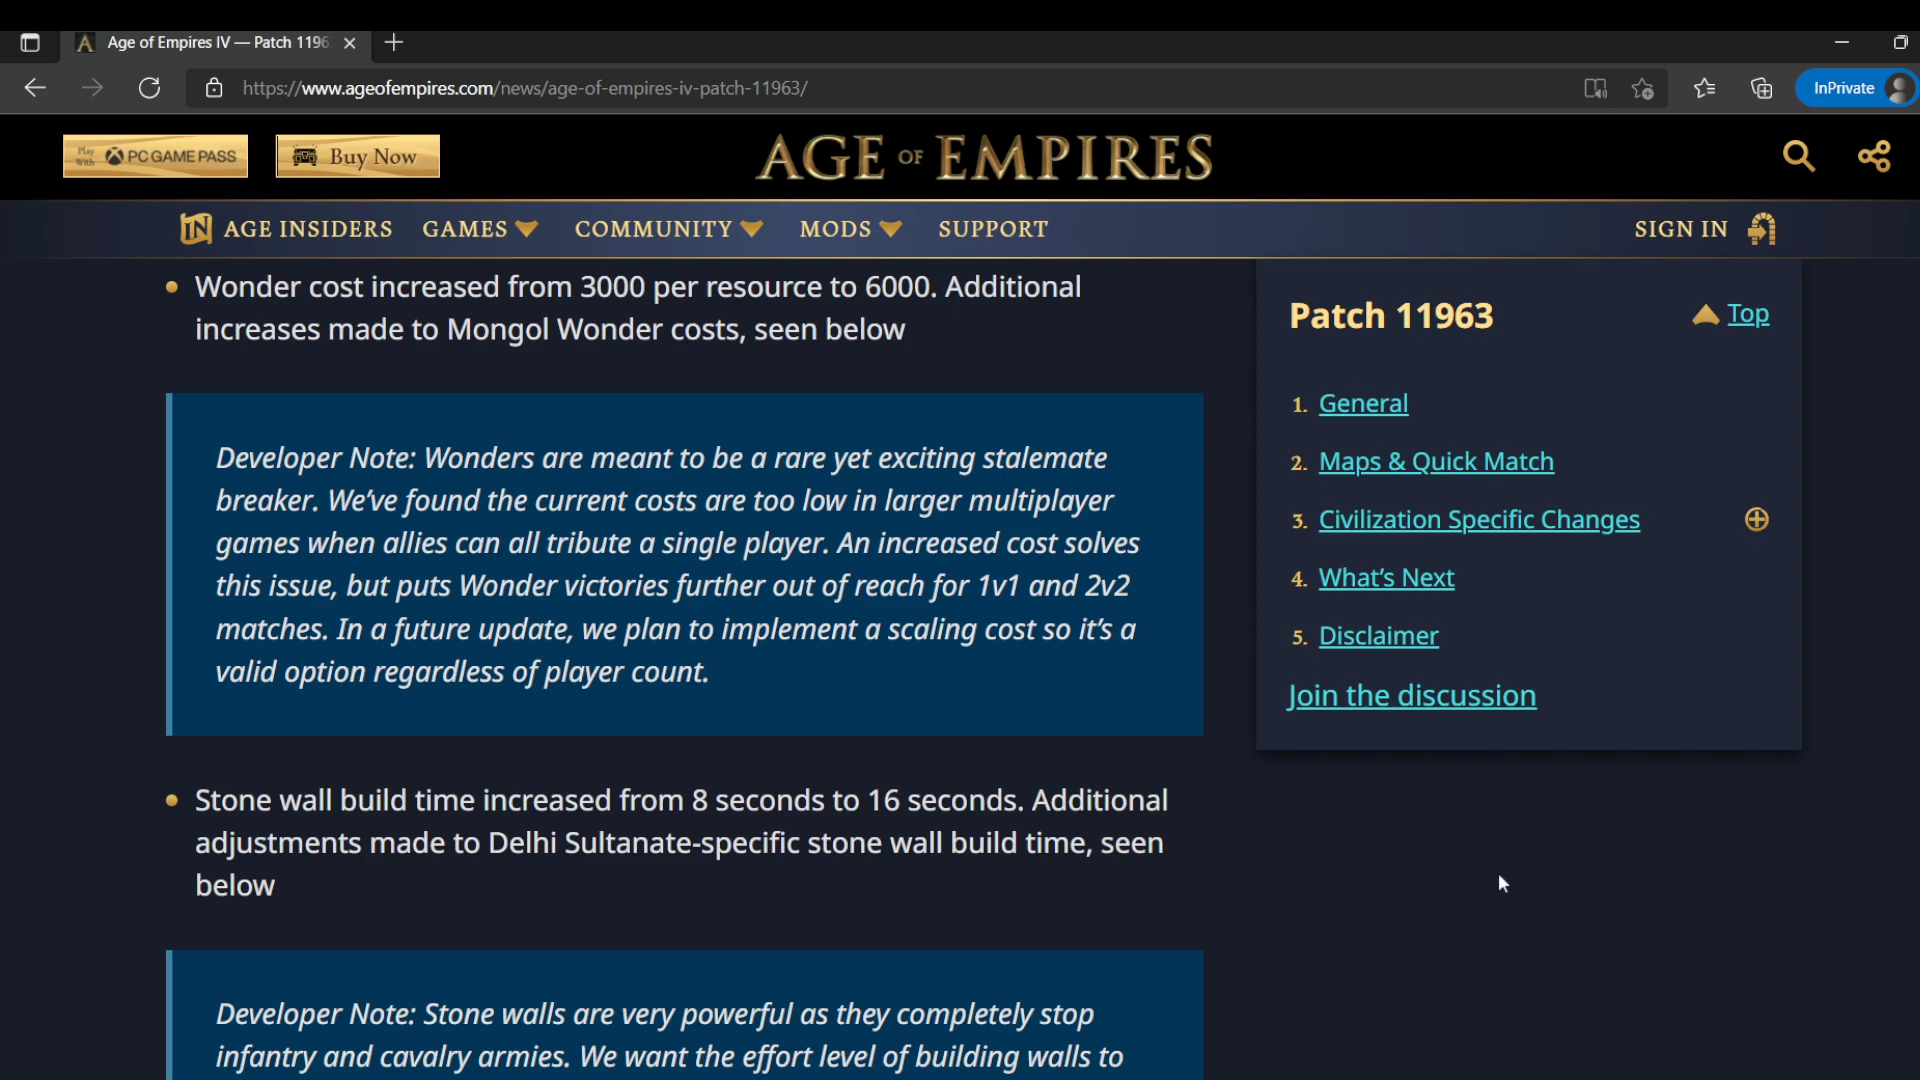 Age of Empires IV — Patch 1196
https://www.ageofempires.com/news/age-of-empires-iv-patch-11963/
InPrivate
Play With XBOX PC GAME PASS
Buy Now
AGE OF EMPIRES
IN AGE INSIDERS GAMES COMMUNITY MODS SUPPORT SIGN IN
Wonder cost increased from 3000 per resource to 6000. Additional
increases made to Mongol Wonder costs, seen below
Developer Note: Wonders are meant to be a rare yet exciting stalemate
breaker. We've found the current costs are too low in larger multiplayer
games when allies can all tribute a single player. An increased cost solves
this issue, but puts Wonder victories further out of reach for 1v1 and 2v2
matches. In a future update, we plan to implement a scaling cost so it's a
valid option regardless of player count.
Stone wall build time increased from 8 seconds to 16 seconds. Additional
adjustments made to Delhi Sultanate-specific stone wall build time, seen
below
Developer Note: Stone walls are very powerful as they completely stop
infantry and cavalry armies. We want the effort level of building walls to
Patch 11963
Top
1. General
2. Maps & Quick Match
3. Civilization Specific Changes
4. What's Next
5. Disclaimer
Join the discussion